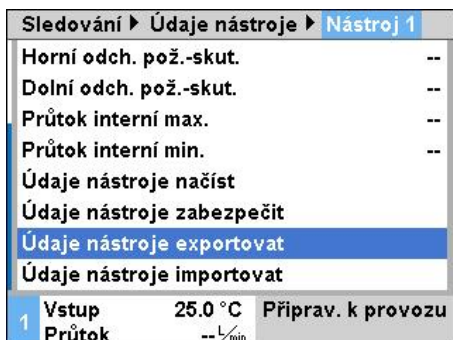 Sledování ▶ Údaje nástroje ▶ Nástroj 1
Horní odch. pož.-skut. --
Dolní odch. pož.-skut. --
Průtok interní max. --
Průtok interní min. --
Údaje nástroje načíst
Údaje nástroje zabezpečit
Údaje nástroje exportovat
Údaje nástroje importovat
1 Vstup 25.0 °C Připrav. k provozu
Průtok -- L/min